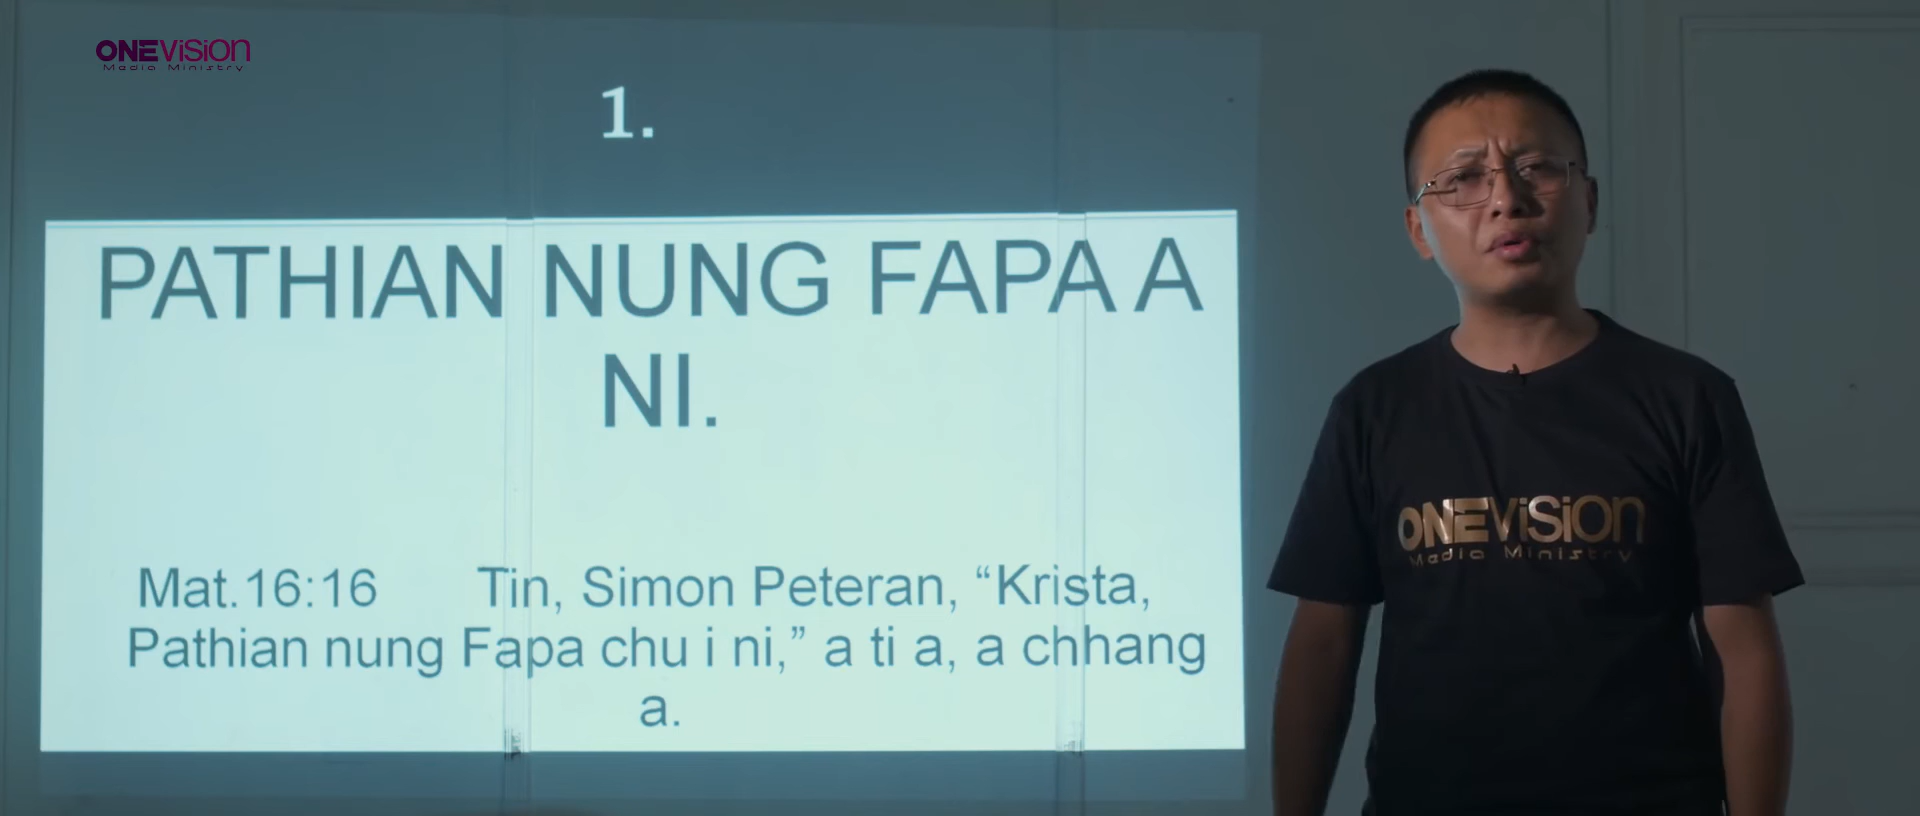 ONEViSiOn
Media Ministry
1.
PATHIAN NUNG FAPA A
NI.
Mat.16:16 Tin, Simon Peteran, “Krista,
Pathian nung Fapa chu i ni,” a ti a, a chhang
a.
ONEViSiOn
Media Ministry